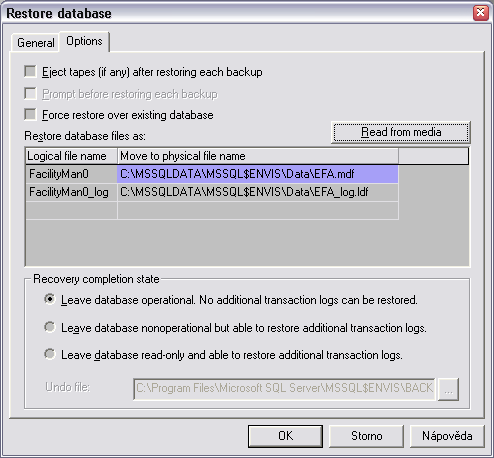 Restore database
General Options
Eject tapes (if any) after restoring each backup
Prompt before restoring each backup
Force restore over existing database
Restore database files as:
Read from media
Logical file name Move to physical file name
FacilityMan0 C:\MSSQLDATA\MSSQL$ENVIS\Data\EFA.mdf
FacilityMan0_log C:\MSSQLDATA\MSSQL$ENVIS\Data\EFA_log.ldf
Recovery completion state
Leave database operational. No additional transaction logs can be restored.
Leave database nonoperational but able to restore additional transaction logs.
Leave database read-only and able to restore additional transaction logs.
Undo file: C:\Program Files\Microsoft SQL Server\MSSQL$ENVIS\BACK ...
OK Storno Nápověda